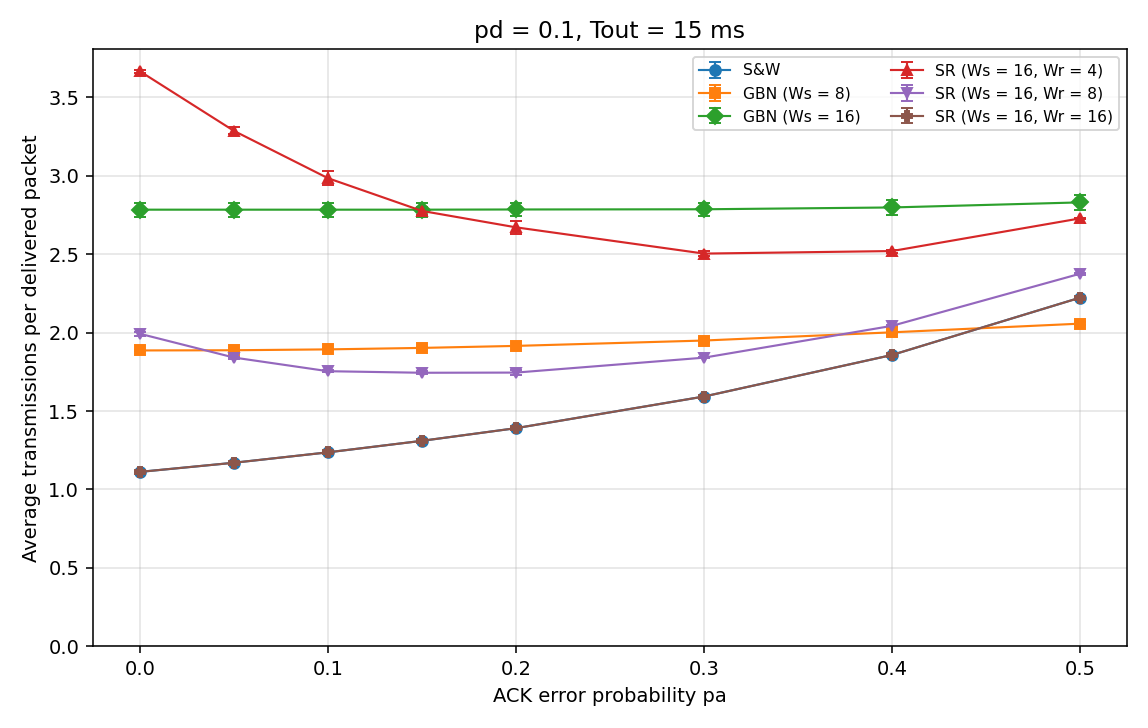 pd = 0.1, Tout = 15 ms
S&W
GBN (Ws = 8)
GBN (Ws = 16)
SR (Ws = 16, Wr = 4)
SR (Ws = 16, Wr = 8)
SR (Ws = 16, Wr = 16)
Average transmissions per delivered packet
3.5
3.0
2.5
2.0
1.5
1.0
0.5
0.0
0.0 0.1 0.2 0.3 0.4 0.5
ACK error probability pa